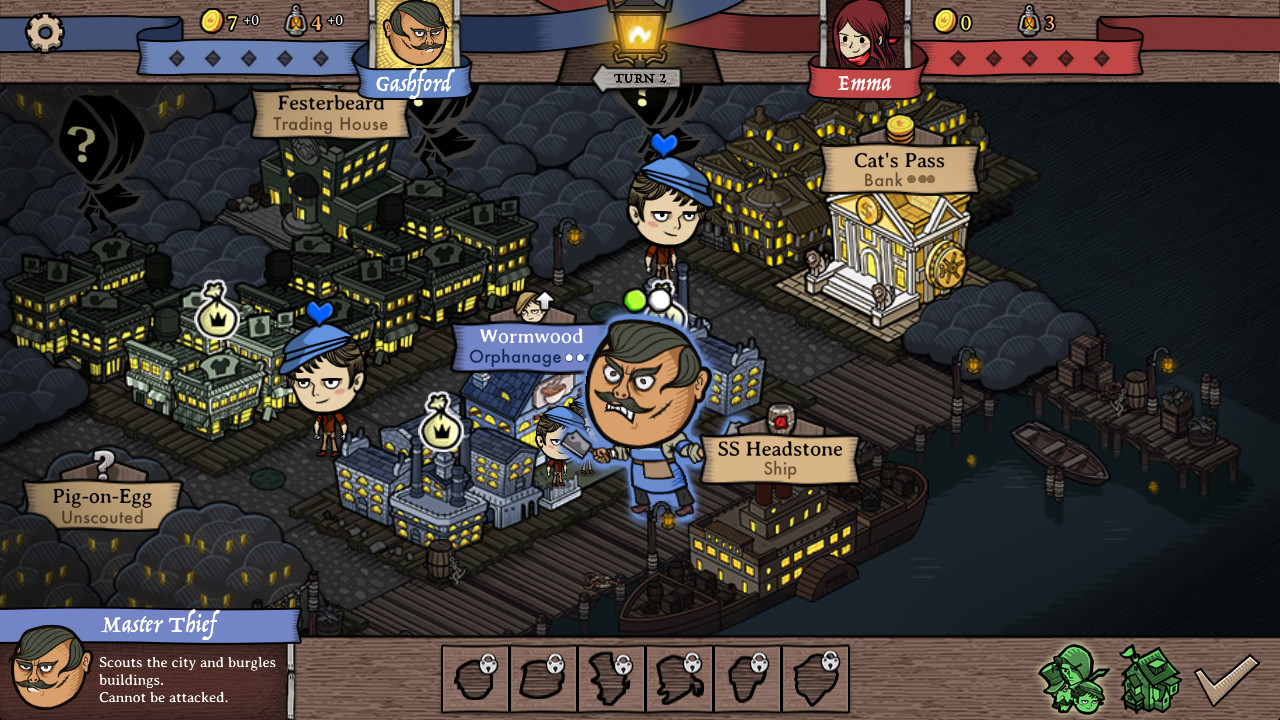 7 +0
4 +0
Gashford
TURN 2
Emma
0
3
?
Festerbeard
Trading House
Cat's Pass
Bank
Wormwood
Orphanage
SS Headstone
Ship
?
Pig-on-Egg
Unscouted
Master Thief
Scouts the city and burgles
buildings.
Cannot be attacked.